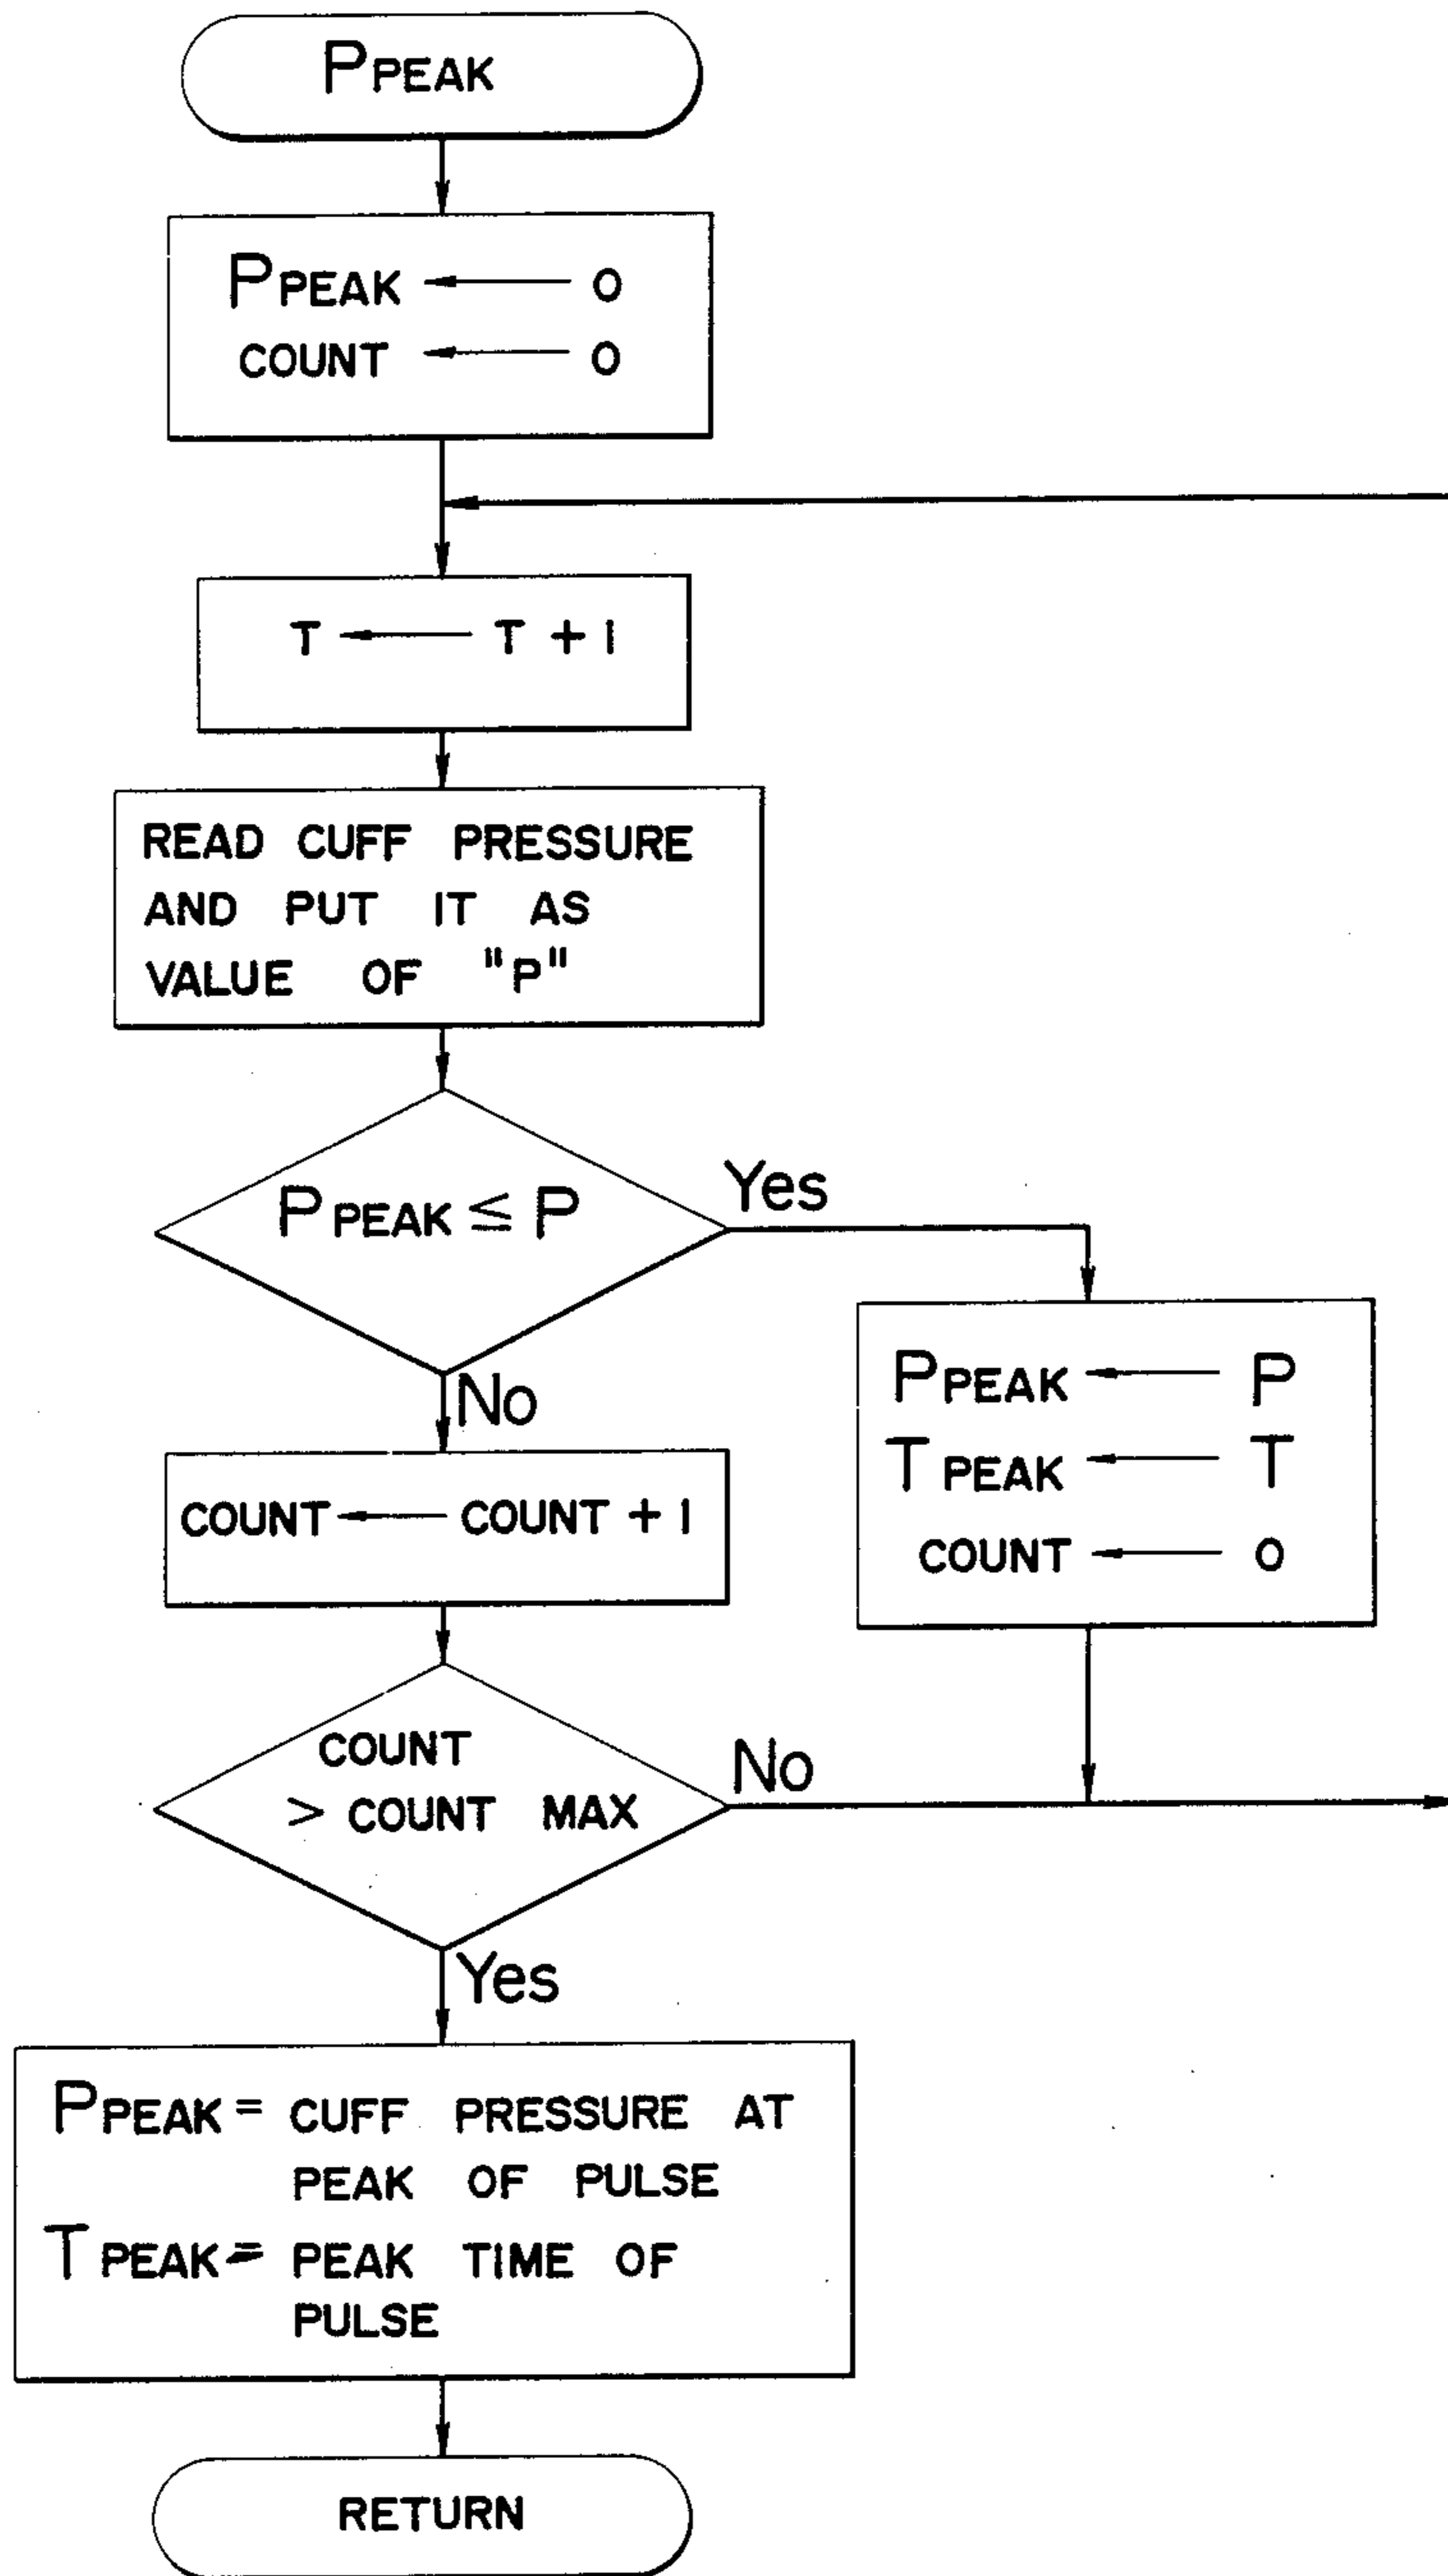 PPEAK
PPEAK ← 0
COUNT ← 0
T ← T + 1
READ CUFF PRESSURE
AND PUT IT AS
VALUE OF "P"
PPEAK ≤ P
Yes
No
PPEAK ← P
TPEAK ← T
COUNT ← 0
COUNT ← COUNT + 1
COUNT
> COUNT MAX
No
Yes
PPEAK = CUFF PRESSURE AT
PEAK OF PULSE
TPEAK = PEAK TIME OF
PULSE
RETURN